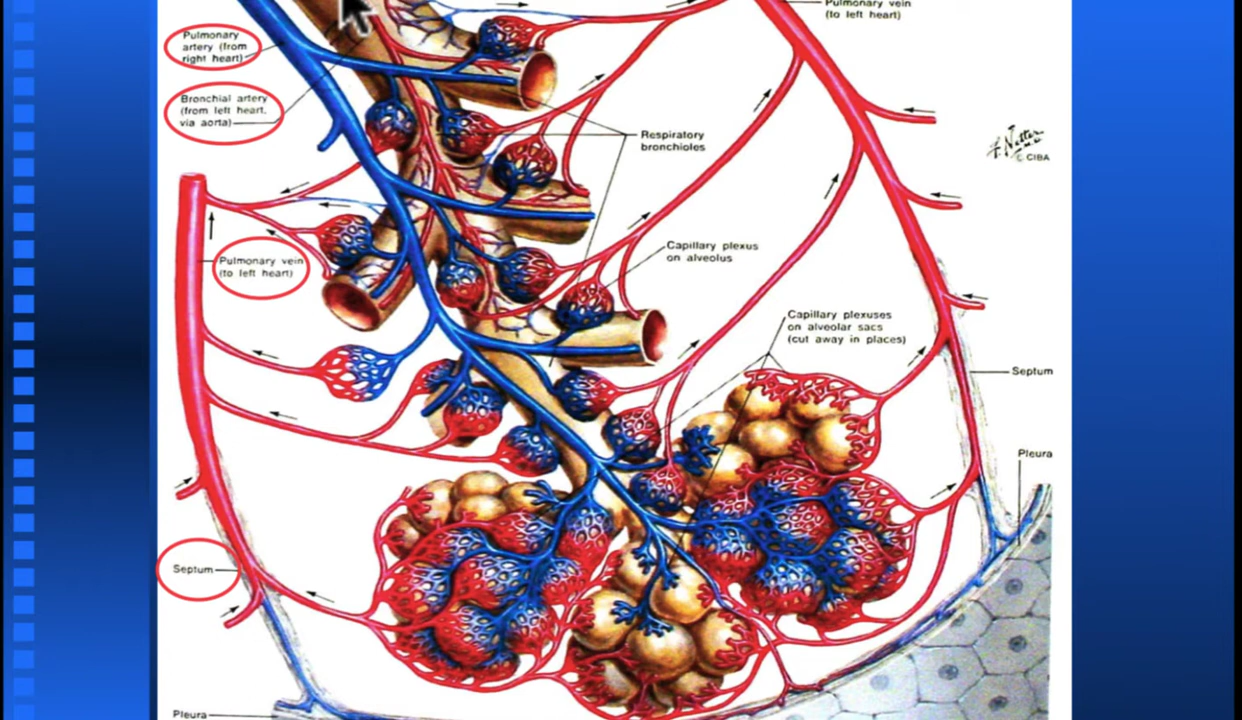 Pulmonary vein
(to left heart)
Pulmonary
artery (from
right heart)
Bronchial artery
(from left heart,
via aorta)
Respiratory
bronchioles
F. Netter
M.D.
© CIBA
Capillary plexus
on alveolus
Pulmonary vein
(to left heart)
Capillary plexuses
on alveolar sacs
(cut away in places)
Septum
Pleura
Septum
Pleura